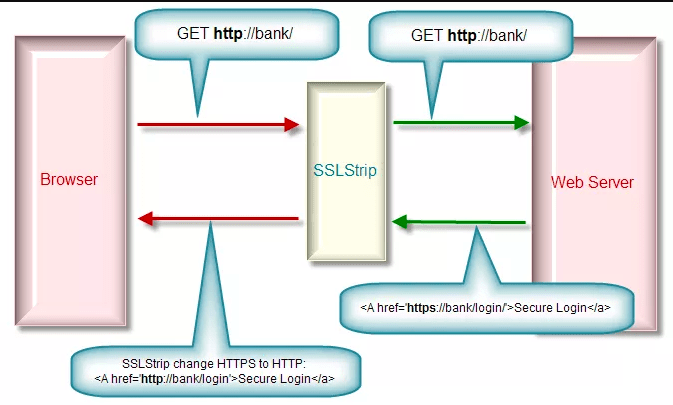 GET http://bank/
GET http://bank/
Browser
SSLStrip
Web Server
<A href='https://bank/login/'>Secure Login</a>
SSLStrip change HTTPS to HTTP:
<A href='http://bank/login'>Secure Login</a>